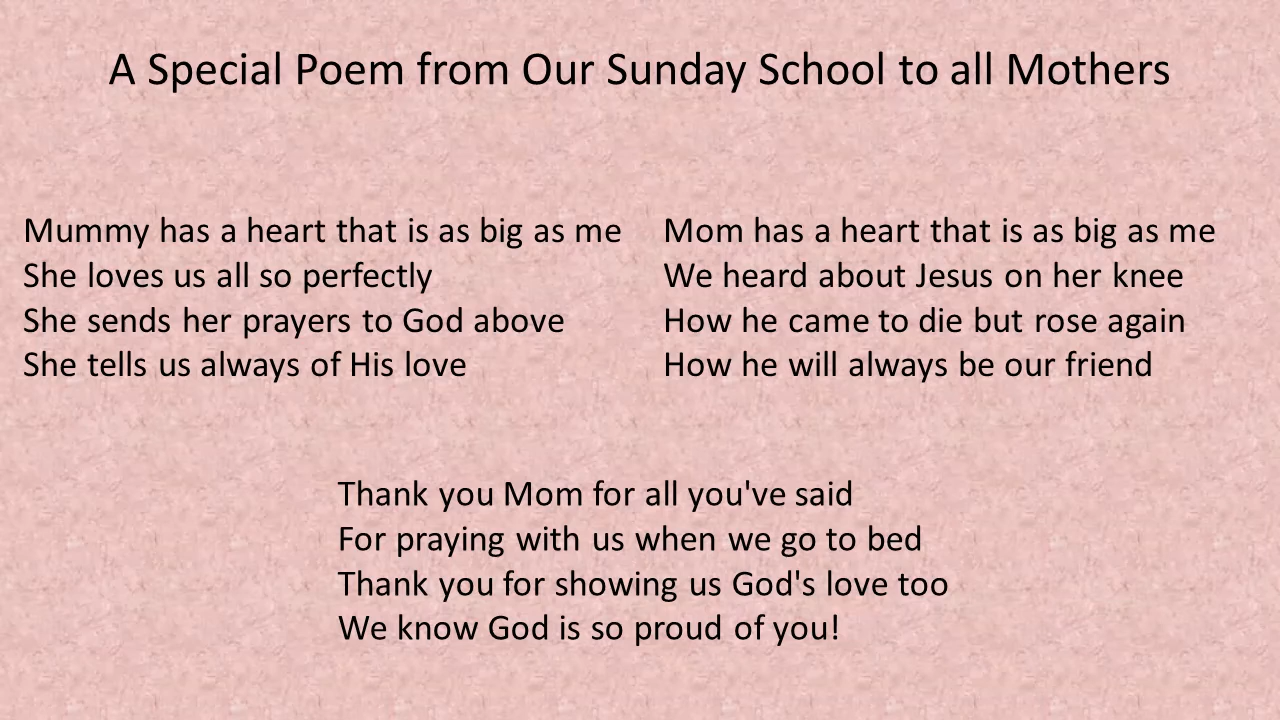 A Special Poem from Our Sunday School to all Mothers
Mummy has a heart that is as big as me
She loves us all so perfectly
She sends her prayers to God above
She tells us always of His love
Mom has a heart that is as big as me
We heard about Jesus on her knee
How he came to die but rose again
How he will always be our friend
Thank you Mom for all you've said
For praying with us when we go to bed
Thank you for showing us God's love too
We know God is so proud of you!